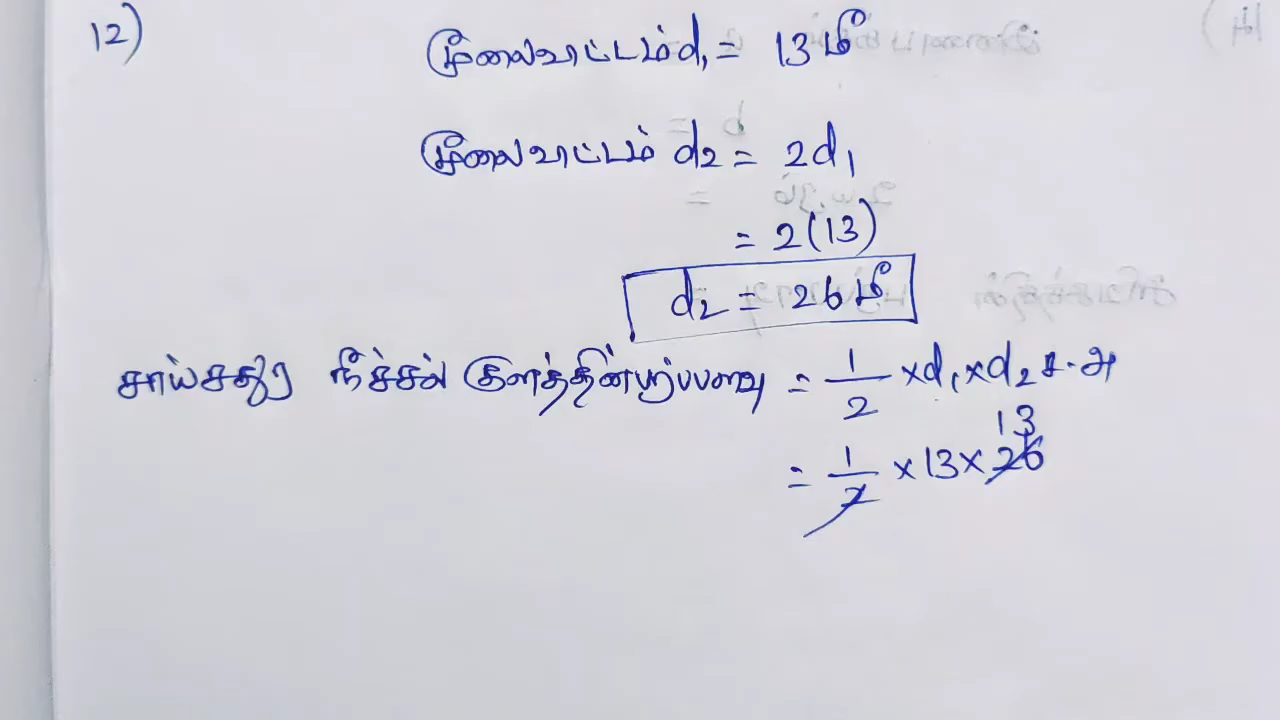 12)
மூலைவிட்டம் d₁ = 13 மீ
மூலைவிட்டம் d₂ = 2d₁
= 2(13)
d₂ = 26 மீ
சாய்சதுர நீச்சல் குளத்தின் பரப்பளவு = 1/2 × d₁ × d₂ ச.அ
13
= 1/2 × 13 × 26